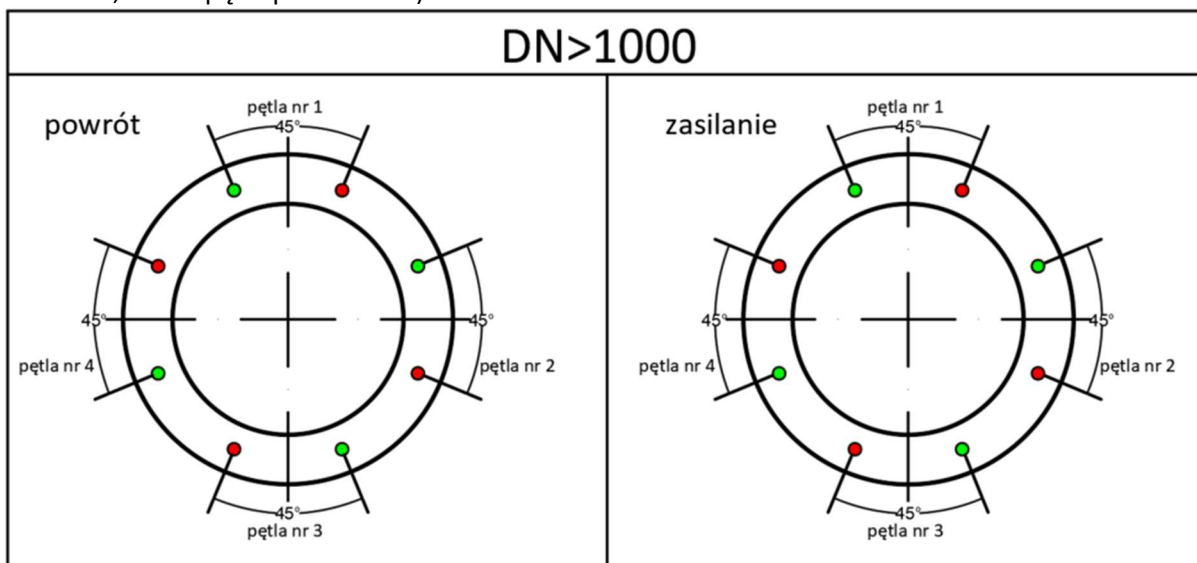 DN>1000
powrót
pętla nr 1
45°
45°
pętla nr 4
45°
pętla nr 2
45°
pętla nr 3
zasilanie
pętla nr 1
45°
45°
pętla nr 4
45°
pętla nr 2
45°
pętla nr 3